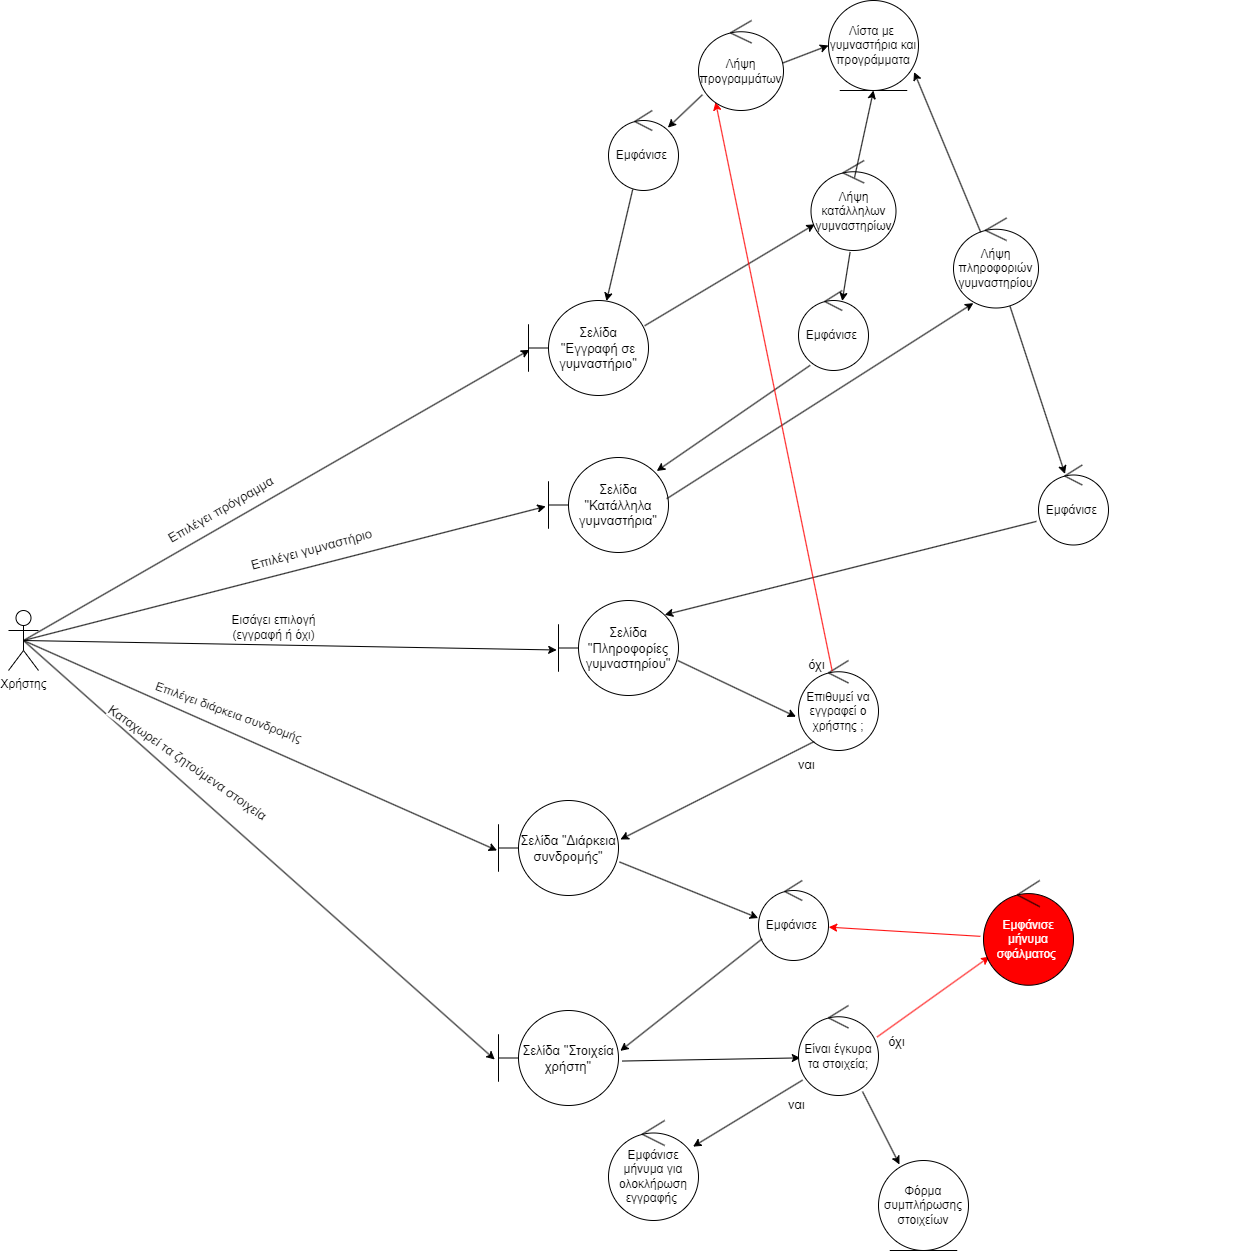 Λίστα με
γυμναστήρια και
προγράμματα
Λήψη
προγραμμάτων
Εμφάνισε
Λήψη
κατάλληλων
γυμναστηρίων
Λήψη
πληροφοριών
γυμναστηρίου
Εμφάνισε
Σελίδα
"Εγγραφή σε
γυμναστήριο"
Επιλέγει πρόγραμμα
Σελίδα
"Κατάλληλα
γυμναστήρια"
Εμφάνισε
Επιλέγει γυμναστήριο
Εισάγει επιλογή
(εγγραφή ή όχι)
Σελίδα
"Πληροφορίες
γυμναστηρίου"
Χρήστης
όχι
Επιθυμεί να
εγγραφεί ο
χρήστης ;
ναι
Επιλέγει διάρκεια συνδρομής
Καταχωρεί τα ζητούμενα στοιχεία
Σελίδα "Διάρκεια
συνδρομής"
Εμφάνισε
Εμφάνισε
μήνυμα
σφάλματος
Σελίδα "Στοιχεία
χρήστη"
Είναι έγκυρα
τα στοιχεία;
όχι
ναι
Εμφάνισε
μήνυμα για
ολοκλήρωση
εγγραφής
Φόρμα
συμπλήρωσης
στοιχείων